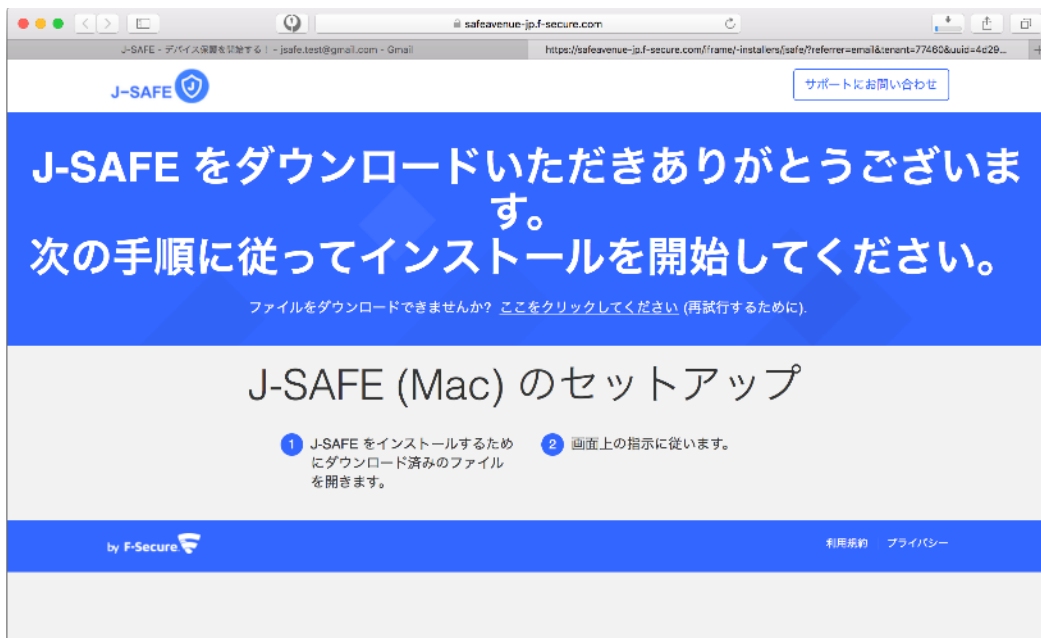 safeavenue-jp.f-secure.com
J-SAFE - デバイス保護を開始する! - jsafe.test@gmail.com - Gmail
https://safeavenue-jp.f-secure.com/iframe/-installers/jsafe/?referrer=email&tenant=77460&uuid=4d29...
J-SAFE
サポートにお問い合わせ
J-SAFE をダウンロードいただきありがとうございま
す。
次の手順に従ってインストールを開始してください。
ファイルをダウンロードできませんか? ここをクリックしてください (再試行するために).
J-SAFE (Mac) のセットアップ
1 J-SAFE をインストールするため
にダウンロード済みのファイル
を開きます。
2 画面上の指示に従います。
by F-Secure.
利用規約 プライバシー